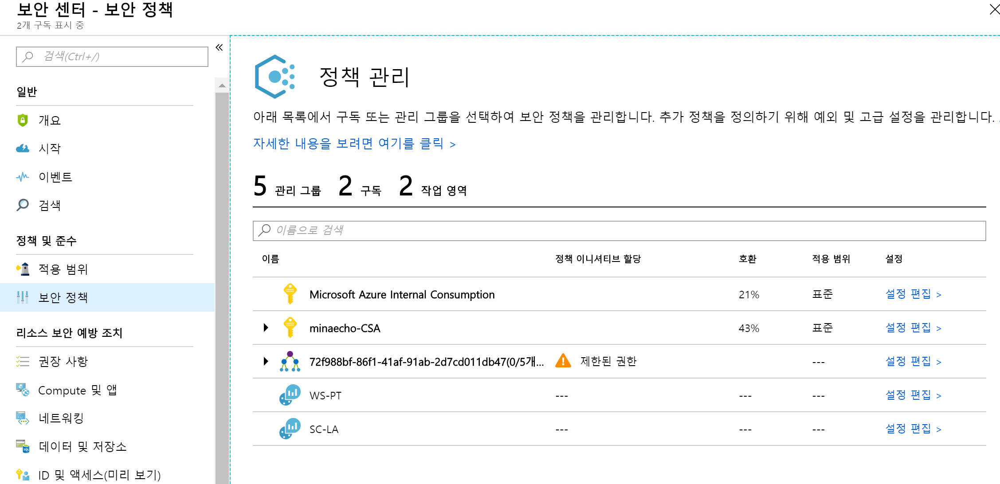 보안 센터 - 보안 정책
2개 구독 표시 중
검색(Ctrl+/)
일반
개요
시작
이벤트
검색
정책 및 준수
적용 범위
보안 정책
리소스 보안 예방 조치
권장 사항
Compute 및 앱
네트워킹
데이터 및 저장소
ID 및 액세스(미리 보기)
정책 관리
아래 목록에서 구독 또는 관리 그룹을 선택하여 보안 정책을 관리합니다. 추가 정책을 정의하기 위해 예외 및 고급 설정을 관리합니다.
자세한 내용을 보려면 여기를 클릭 >
5 관리 그룹 2 구독 2 작업 영역
이름으로 검색
이름 정책 이니셔티브 할당 호환 적용 범위 설정
Microsoft Azure Internal Consumption 21% 표준 설정 편집 >
minaecho-CSA 43% 표준 설정 편집 >
72f988bf-86f1-41af-91ab-2d7cd011db47(0/5개... 제한된 권한 --- 설정 편집 >
WS-PT --- --- --- 설정 편집 >
SC-LA --- --- --- 설정 편집 >